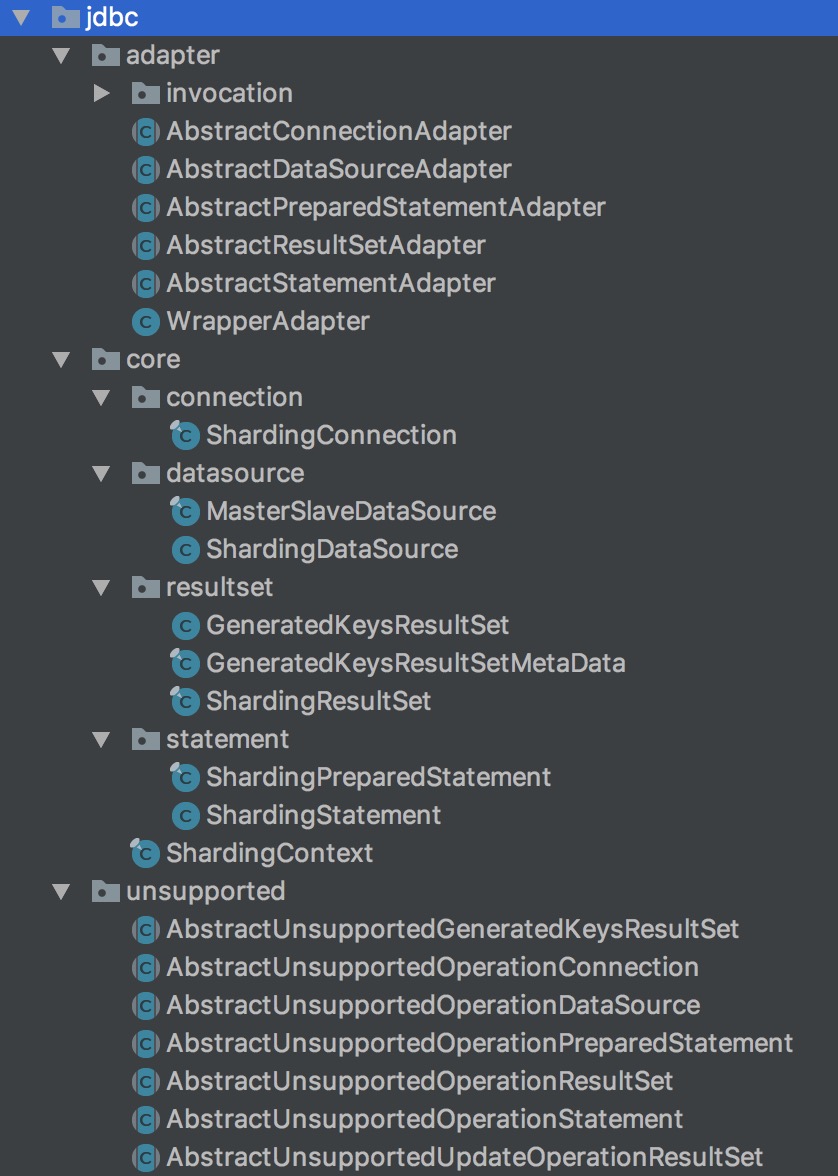 jdbc
adapter
invocation
AbstractConnectionAdapter
AbstractDataSourceAdapter
AbstractPreparedStatementAdapter
AbstractResultSetAdapter
AbstractStatementAdapter
WrapperAdapter
core
connection
ShardingConnection
datasource
MasterSlaveDataSource
ShardingDataSource
resultset
GeneratedKeysResultSet
GeneratedKeysResultSetMetaData
ShardingResultSet
statement
ShardingPreparedStatement
ShardingStatement
ShardingContext
unsupported
AbstractUnsupportedGeneratedKeysResultSet
AbstractUnsupportedOperationConnection
AbstractUnsupportedOperationDataSource
AbstractUnsupportedOperationPreparedStatement
AbstractUnsupportedOperationResultSet
AbstractUnsupportedOperationStatement
AbstractUnsupportedUpdateOperationResultSet